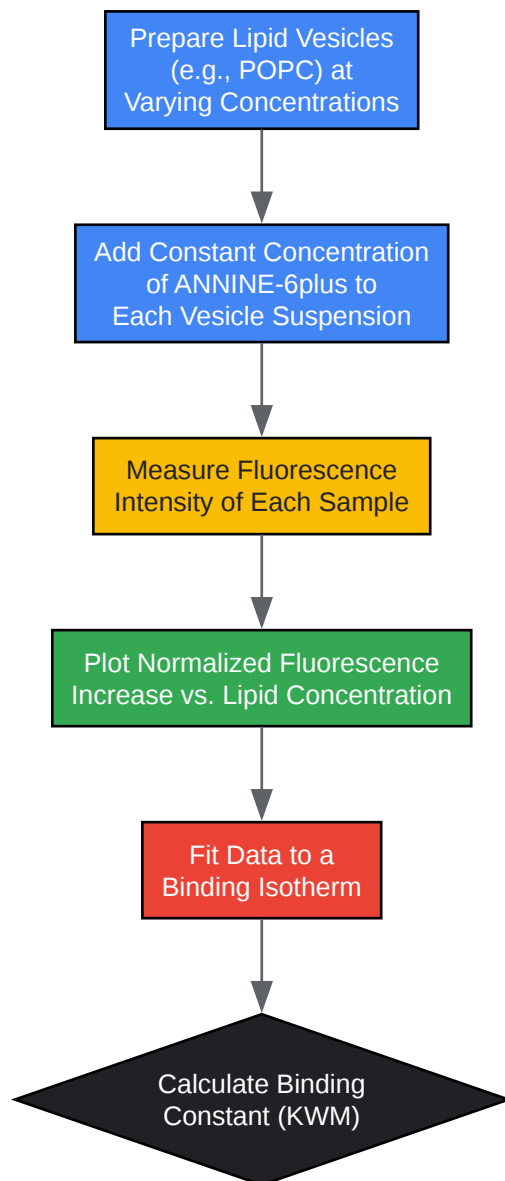 Prepare Lipid Vesicles
(e.g., POPC) at
Varying Concentrations
Add Constant Concentration
of ANNINE-6plus to
Each Vesicle Suspension
Measure Fluorescence
Intensity of Each Sample
Plot Normalized Fluorescence
Increase vs. Lipid Concentration
Fit Data to a
Binding Isotherm
Calculate Binding
Constant (KWM)